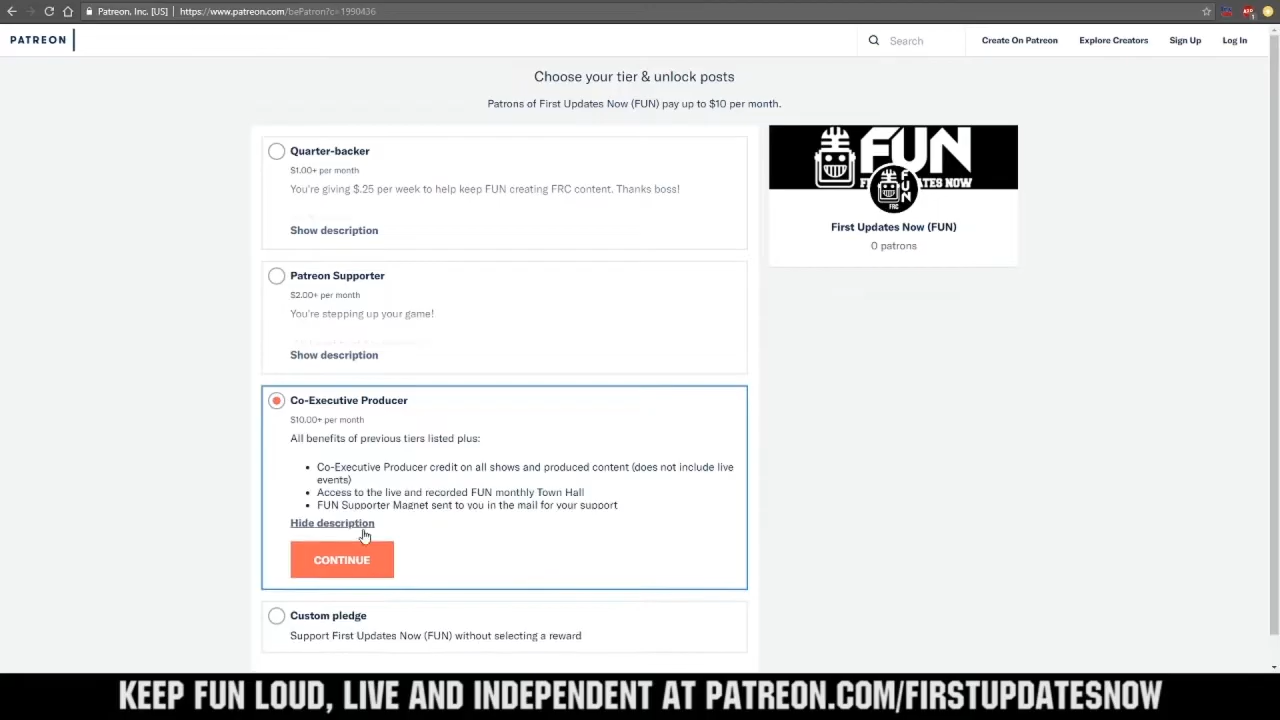 Patreon, Inc. [US] | https://www.patreon.com/bePatron?c=1990436
PATREON
Search
Create On Patreon
Explore Creators
Sign Up
Log In
Choose your tier & unlock posts
Patrons of First Updates Now (FUN) pay up to $10 per month.
Quarter-backer
$1.00+ per month
You're giving $.25 per week to help keep FUN creating FRC content. Thanks boss!
Show description
Patreon Supporter
$2.00+ per month
You're stepping up your game!
Show description
Co-Executive Producer
$10.00+ per month
All benefits of previous tiers listed plus:
Co-Executive Producer credit on all shows and produced content (does not include live
events)
Access to the live and recorded FUN monthly Town Hall
FUN Supporter Magnet sent to you in the mail for your support
Hide description
CONTINUE
Custom pledge
Support First Updates Now (FUN) without selecting a reward
FUN
FUN
FRC
First Updates Now (FUN)
0 patrons
KEEP FUN LOUD, LIVE AND INDEPENDENT AT PATREON.COM/FIRSTUPDATESNOW